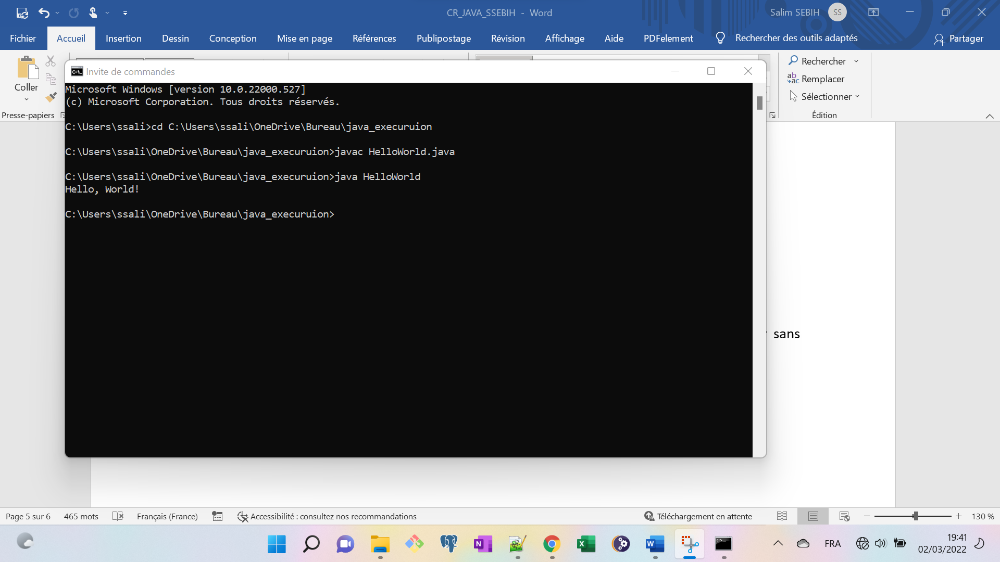 CR_JAVA_SSEBIH - Word
Salim SEBIH SS
Fichier Accueil Insertion Dessin Conception Mise en page Références Publipostage Révision Affichage Aide PDFelement Rechercher des outils adaptés Partager
Coller
Presse-papiers
Rechercher
Remplacer
Sélectionner
Édition
Invite de commandes
Microsoft Windows [version 10.0.22000.527]
(c) Microsoft Corporation. Tous droits réservés.
C:\Users\ssali>cd C:\Users\ssali\OneDrive\Bureau\java_execuruion
C:\Users\ssali\OneDrive\Bureau\java_execuruion>javac HelloWorld.java
C:\Users\ssali\OneDrive\Bureau\java_execuruion>java HelloWorld
Hello, World!
C:\Users\ssali\OneDrive\Bureau\java_execuruion>
sans
Page 5 sur 6 465 mots Français (France) Accessibilité : consultez nos recommandations Téléchargement en attente 130 %
FRA
19:41
02/03/2022